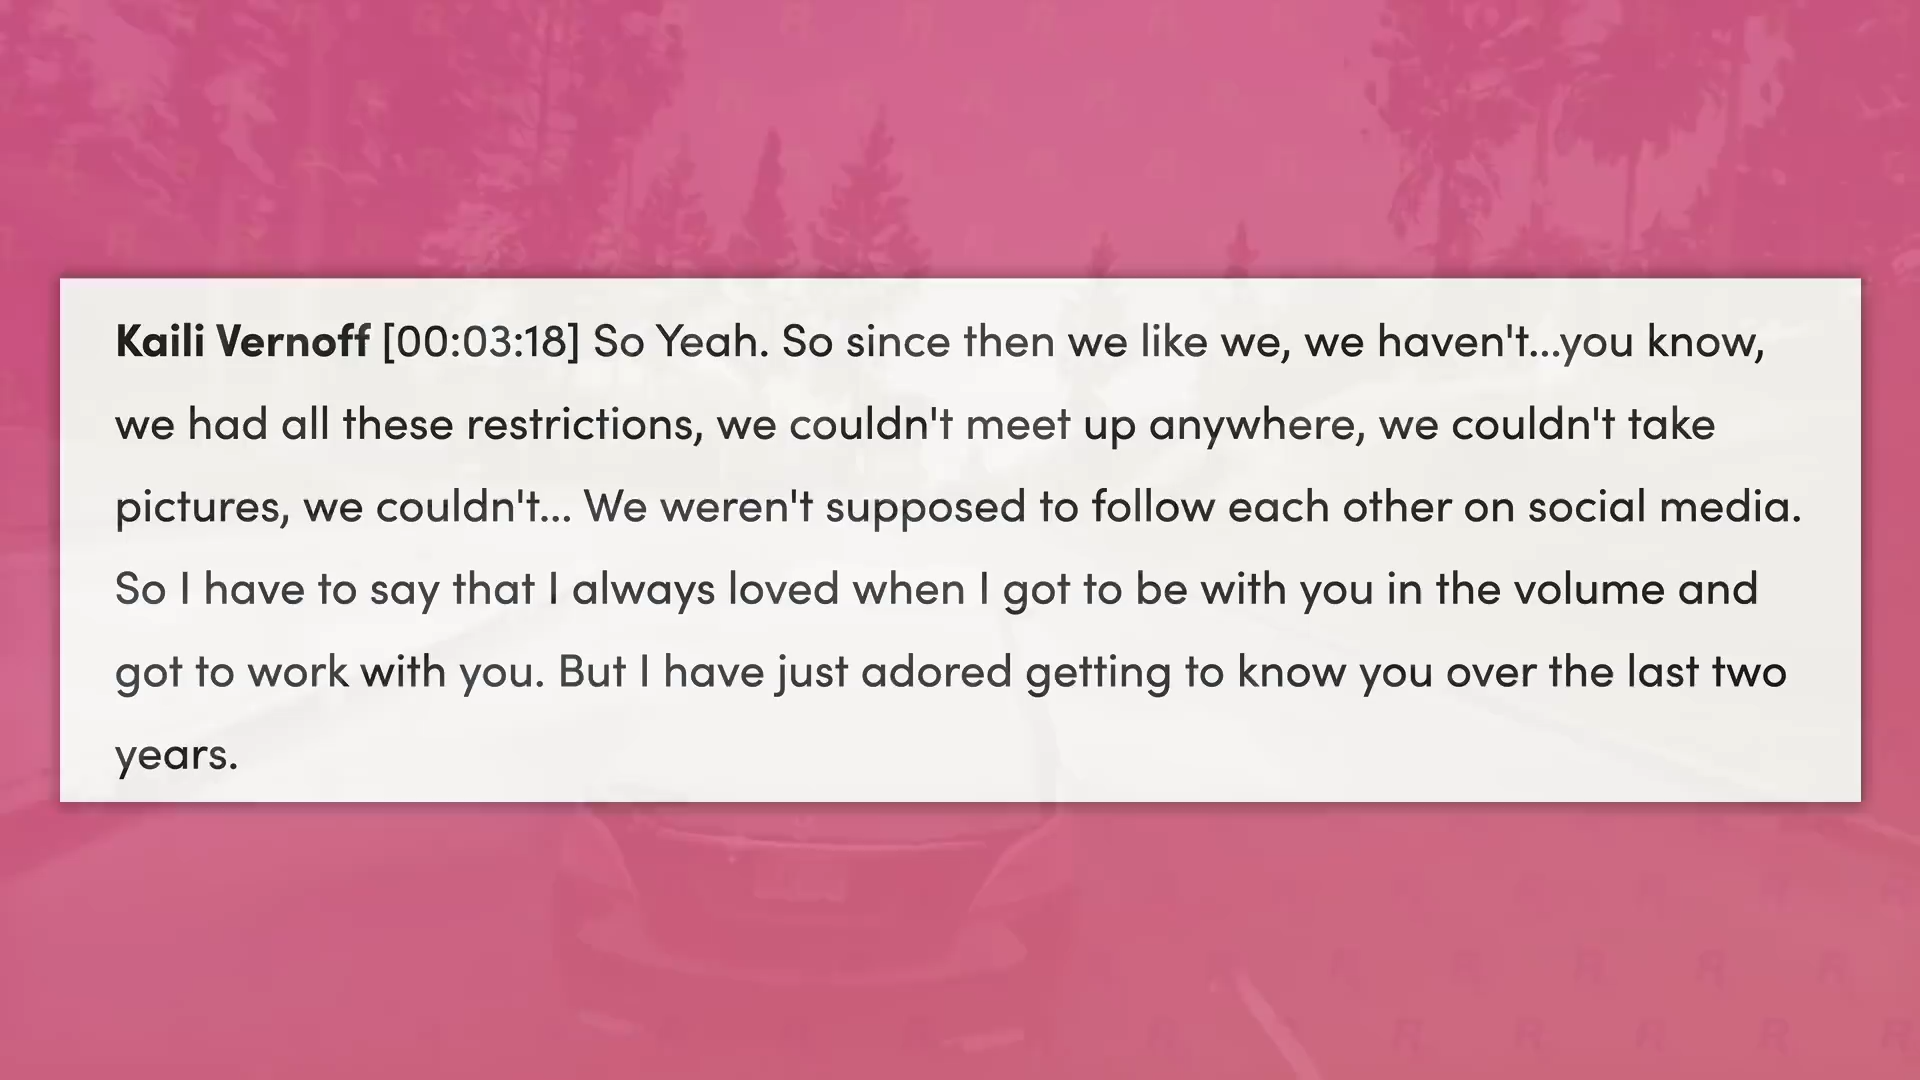 Kaili Vernoff [00:03:18] So Yeah. So since then we like we, we haven't...you know,
we had all these restrictions, we couldn't meet up anywhere, we couldn't take
pictures, we couldn't... We weren't supposed to follow each other on social media.
So I have to say that I always loved when I got to be with you in the volume and
got to work with you. But I have just adored getting to know you over the last two
years.